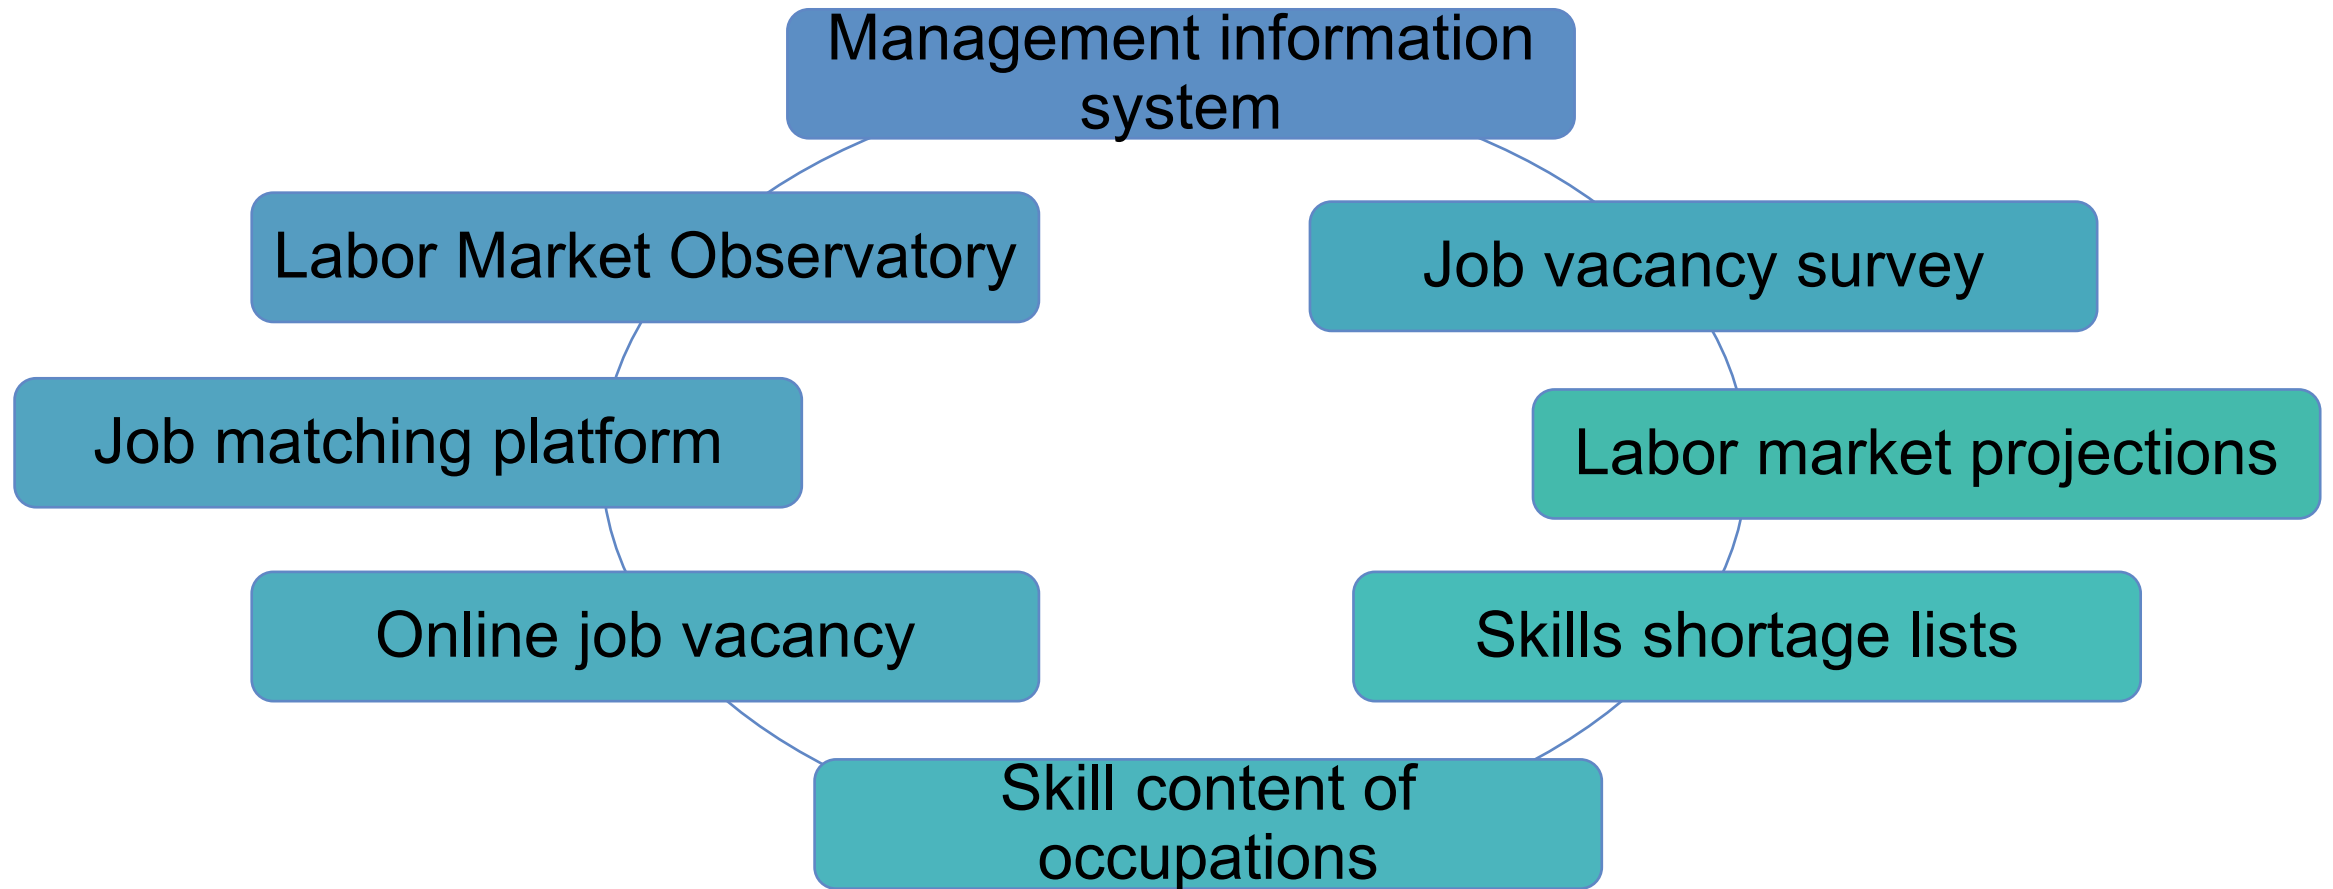 Management information
system
Labor Market Observatory
Job vacancy survey
Job matching platform
Labor market projections
Online job vacancy
Skills shortage lists
Skill content of
occupations